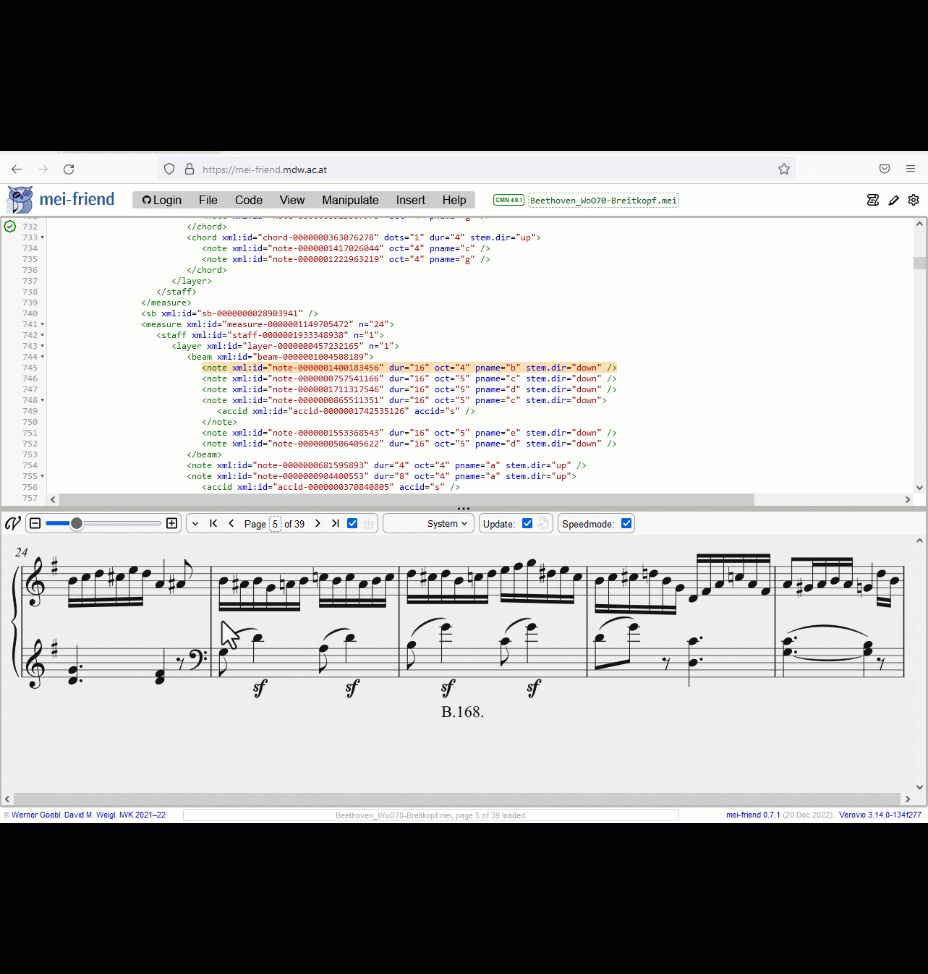 https://mei-friend.mdw.ac.at
mei-friend Login File Code View Manipulate Insert Help CMN 4.0.1 Beethoven_WoO70-Breitkopf.mei
732 </chord>
733 <chord xml:id="chord-0000000363076278" dots="1" dur="4" stem.dir="up">
734 <note xml:id="note-0000001417026044" oct="4" pname="c" />
735 <note xml:id="note-0000001221963219" oct="4" pname="g" />
736 </chord>
737 </layer>
738 </staff>
739 </measure>
740 <sb xml:id="sb-0000000028903941" />
741 <measure xml:id="measure-0000001149705472" n="24">
742 <staff xml:id="staff-0000001933348938" n="1">
743 <layer xml:id="layer-0000000457232165" n="1">
744 <beam xml:id="beam-0000001004508189">
745 <note xml:id="note-0000001400183456" dur="16" oct="4" pname="b" stem.dir="down" />
746 <note xml:id="note-0000000757541166" dur="16" oct="5" pname="c" stem.dir="down" />
747 <note xml:id="note-0000001711317546" dur="16" oct="5" pname="d" stem.dir="down" />
748 <note xml:id="note-0000000865511351" dur="16" oct="5" pname="c" stem.dir="down">
749 <accid xml:id="accid-0000001742535126" accid="s" />
750 </note>
751 <note xml:id="note-0000001553368543" dur="16" oct="5" pname="e" stem.dir="down" />
752 <note xml:id="note-0000000506405622" dur="16" oct="5" pname="d" stem.dir="down" />
753 </beam>
754 <note xml:id="note-0000000681595893" dur="4" oct="4" pname="a" stem.dir="up" />
755 <note xml:id="note-0000000904400553" dur="8" oct="4" pname="a" stem.dir="up">
756 <accid xml:id="accid-0000000370840805" accid="s" />
757
Page 5 of 39 System Update: Speedmode:
24
sf sf sf sf
B.168.
© Werner Goebl, David M. Weigl, IWK 2021–22 Beethoven_WoO70-Breitkopf.mei, page 5 of 39 loaded. mei-friend 0.7.1 (20 Dec 2022). Verovio 3.14.0-134f277